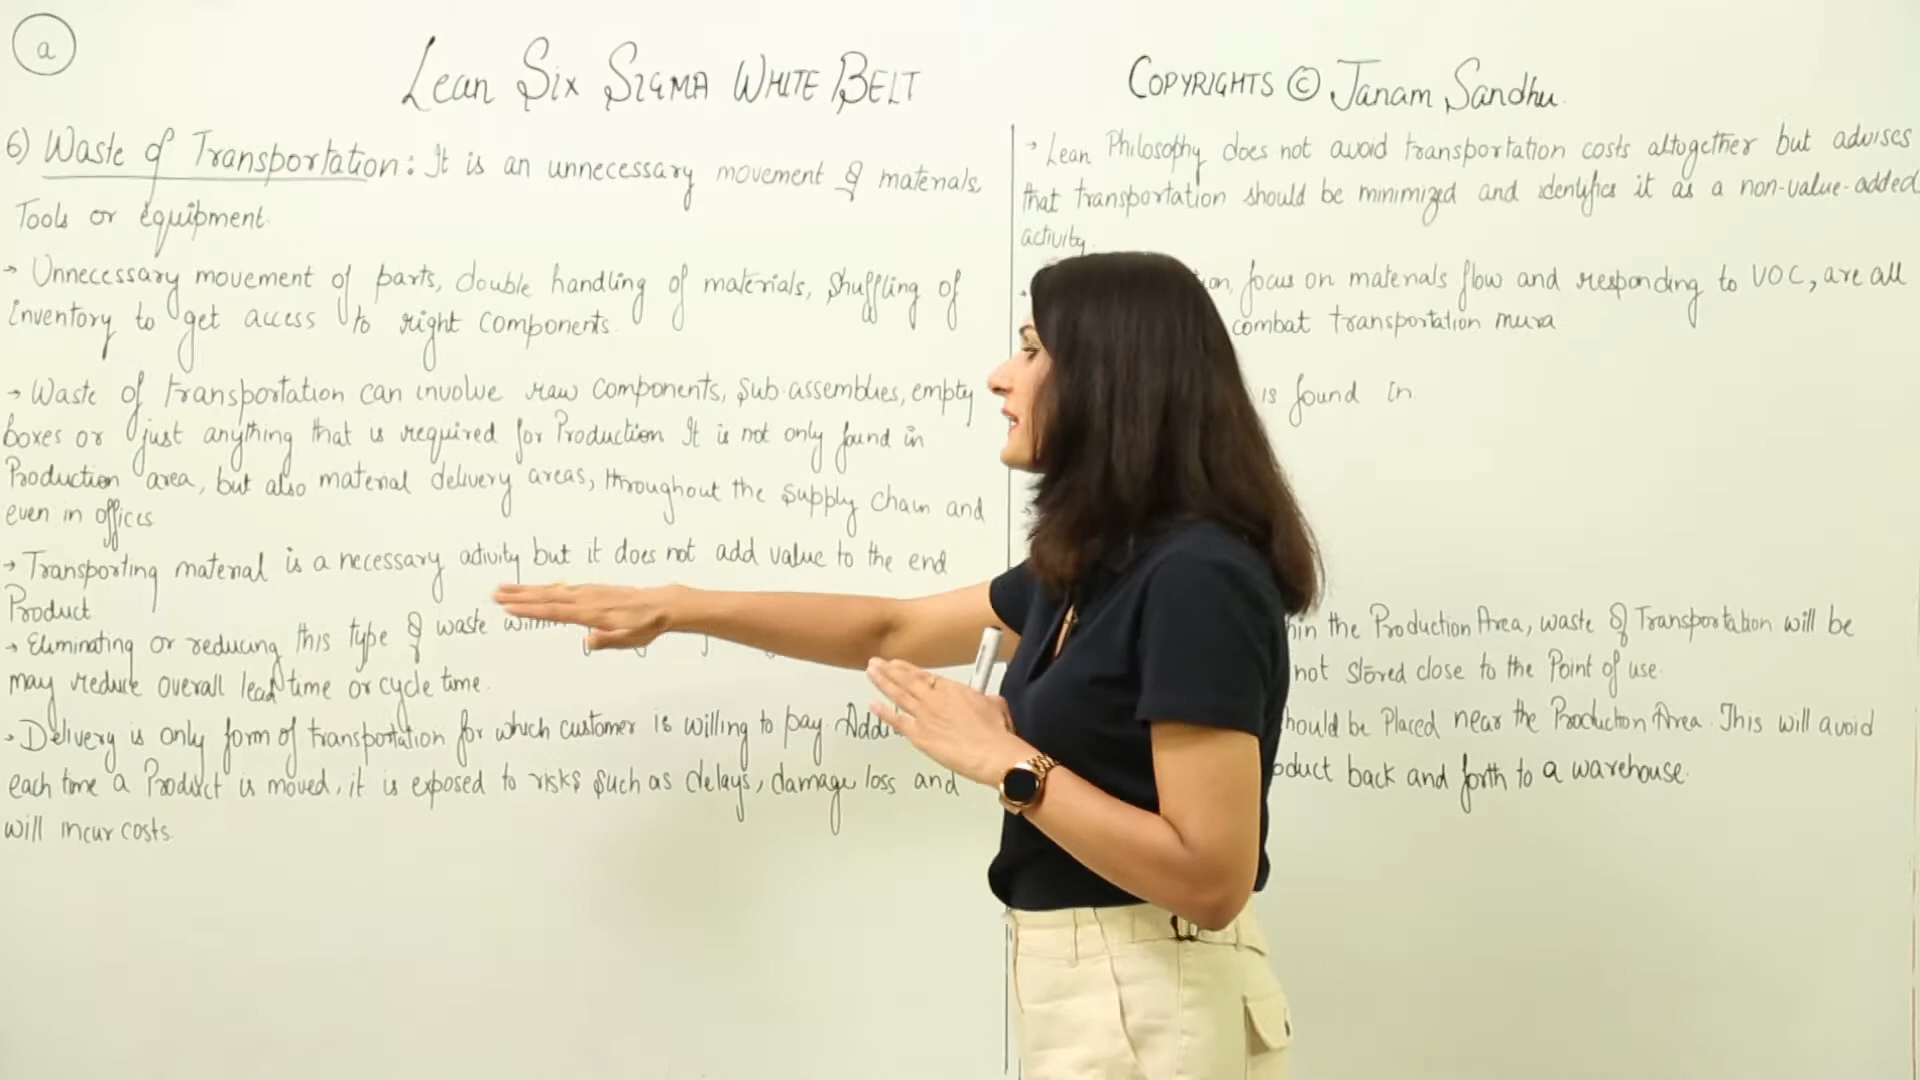 a
Lean Six Sigma White Belt
Copyrights © Janam Sandhu
6) Waste of Transportation: It is an unnecessary movement of materials,
Tools or equipment.
→ Unnecessary movement of parts, double handling of materials, Shuffling of
Inventory to get access to right components.
→ Waste of transportation can involve raw components, sub-assemblies, empty
boxes or just anything that is required for Production It is not only found in
Production area, but also material delivery areas, throughout the supply chain and
even in offices
→ Transporting material is a necessary activity but it does not add value to the end
Product
→ Eliminating or reducing this type of waste
may reduce overall lead time or cycle time.
→ Delivery is only form of transportation for which customer is willing to pay
each time a Product is moved, it is exposed to risks such as delays, damage loss and
will incur costs.
→ Lean Philosophy does not avoid transportation costs altogether but advises
that transportation should be minimized and identifies it as a non-value-added
activity.
focus on materials flow and responding to VOC, are all
combat transportation mura
is found in
the Production Area, waste of Transportation will be
not stored close to the Point of use.
be Placed near the Production Area. This will avoid
back and forth to a warehouse.